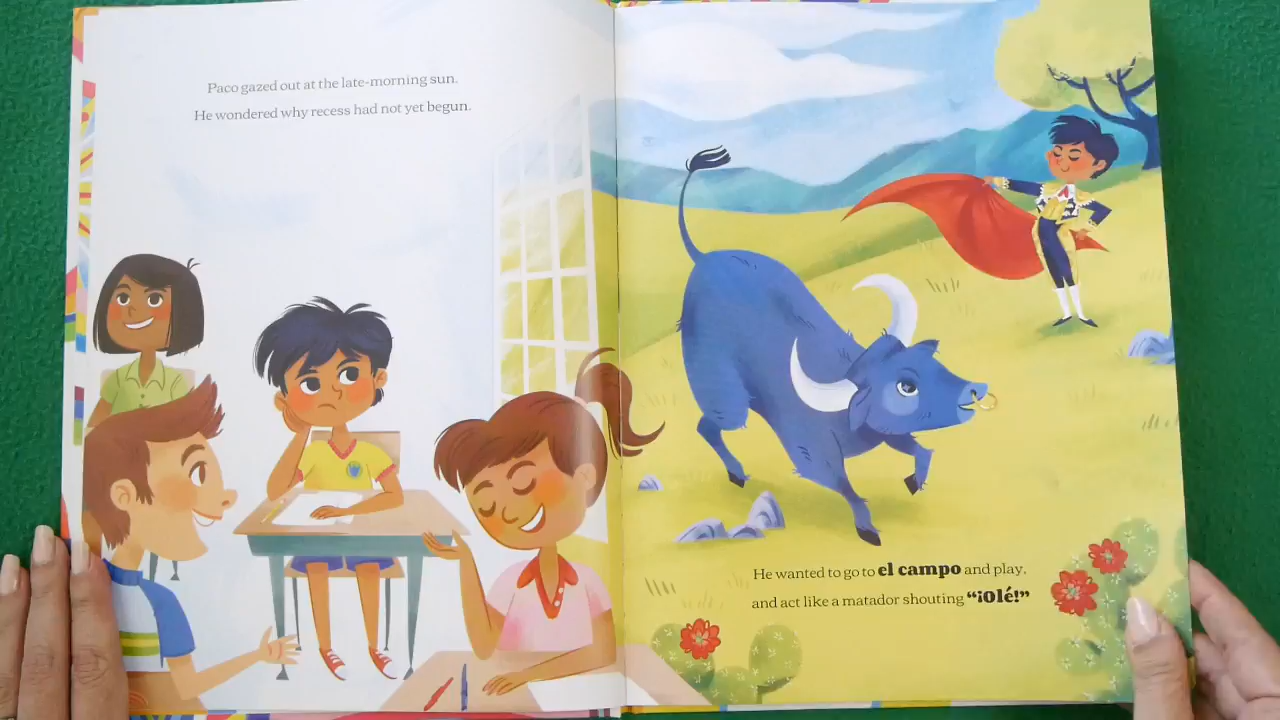 Paco gazed out at the late-morning sun.
He wondered why recess had not yet begun.
He wanted to go to el campo and play,
and act like a matador shouting “¡Olé!”